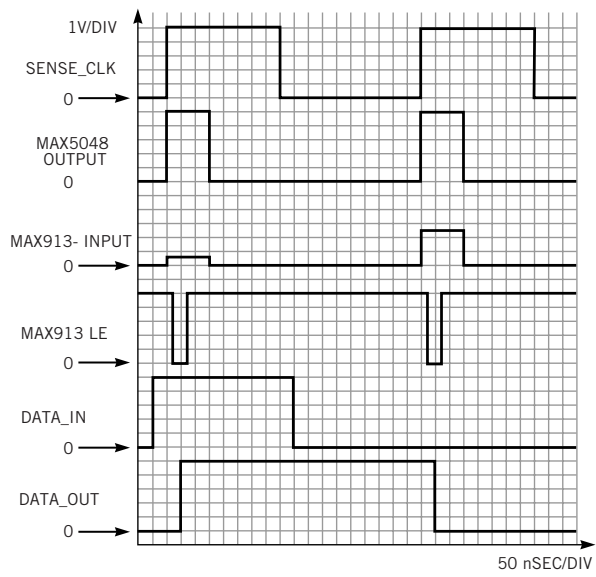 1V/DIV
SENSE_CLK
0
MAX5048
OUTPUT
0
MAX913- INPUT
0
MAX913 LE
0
DATA_IN
0
DATA_OUT
0
50 nSEC/DIV